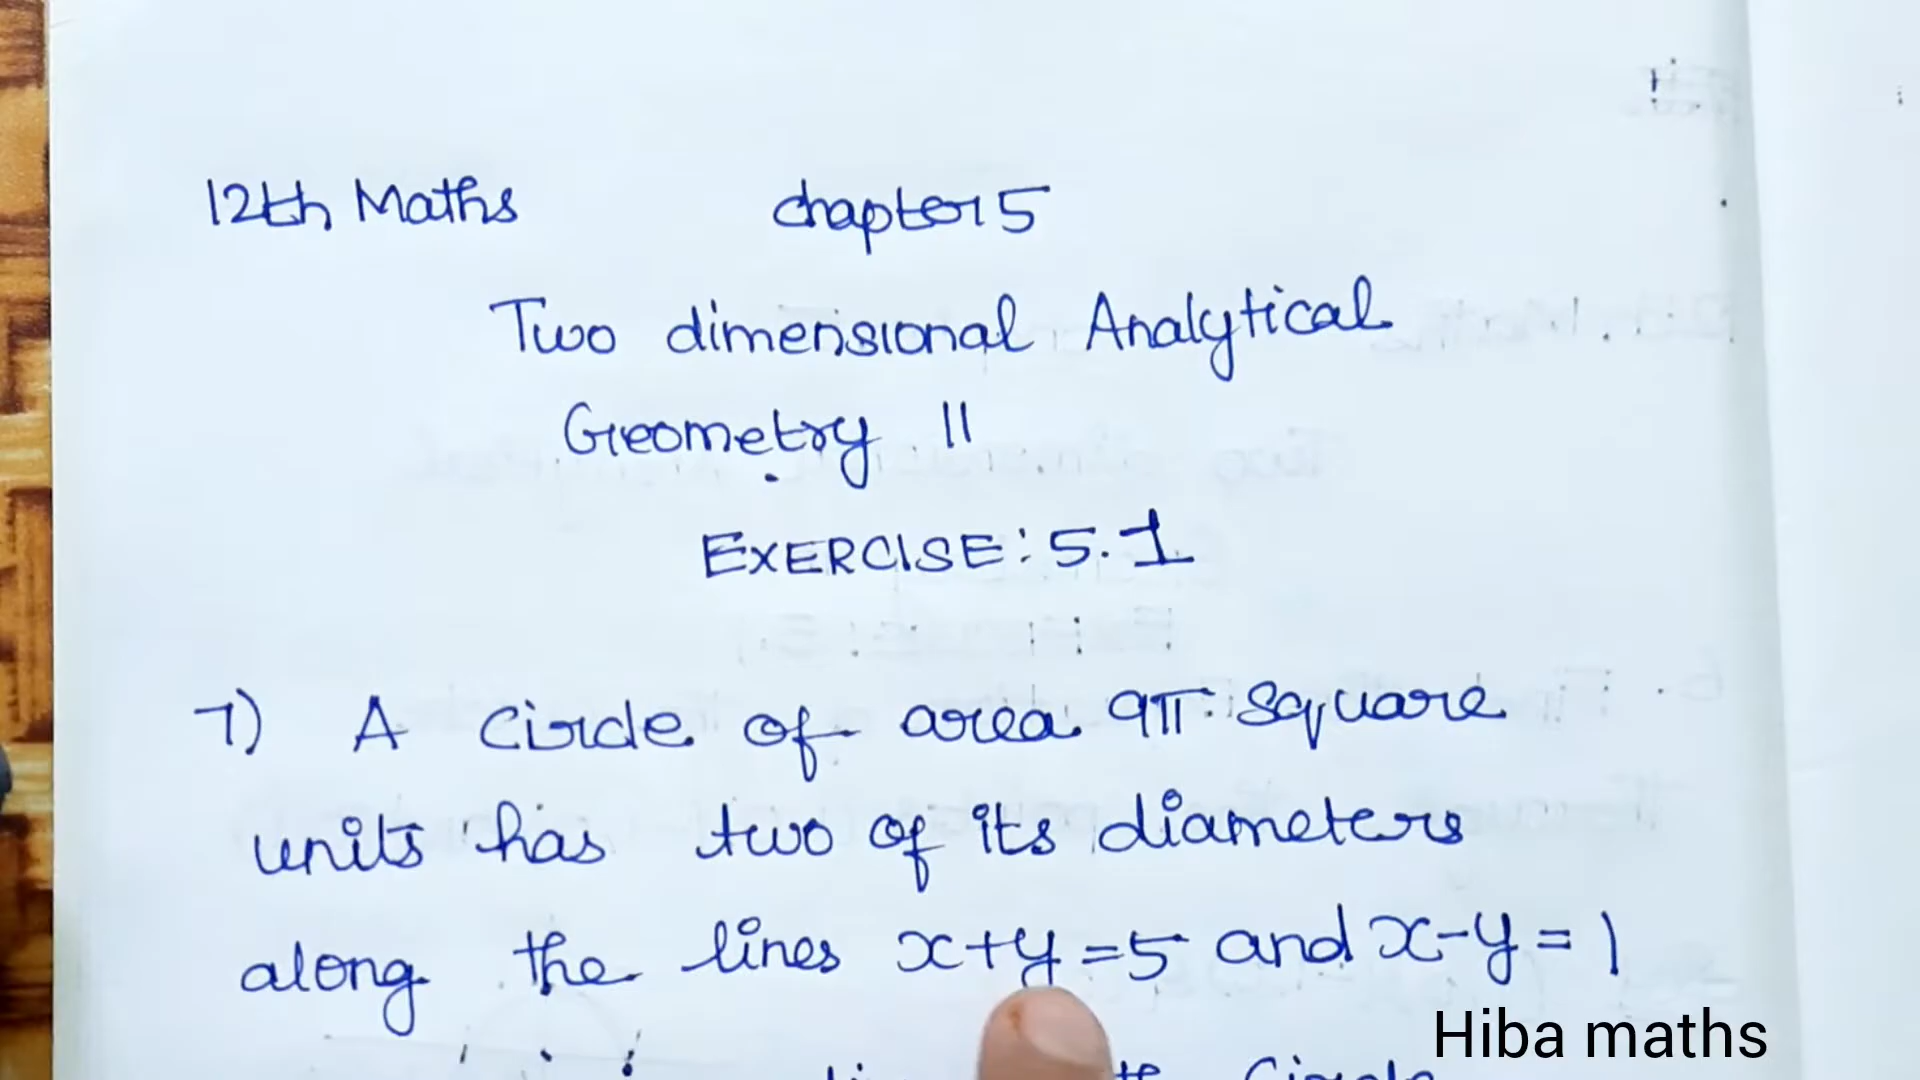 12th Maths chapter 5
Two dimensional Analytical
Geometry II
EXERCISE: 5.1
7) A circle of area 9π square
units has two of its diameters
along the lines x+y=5 and x-y=1
Hiba maths